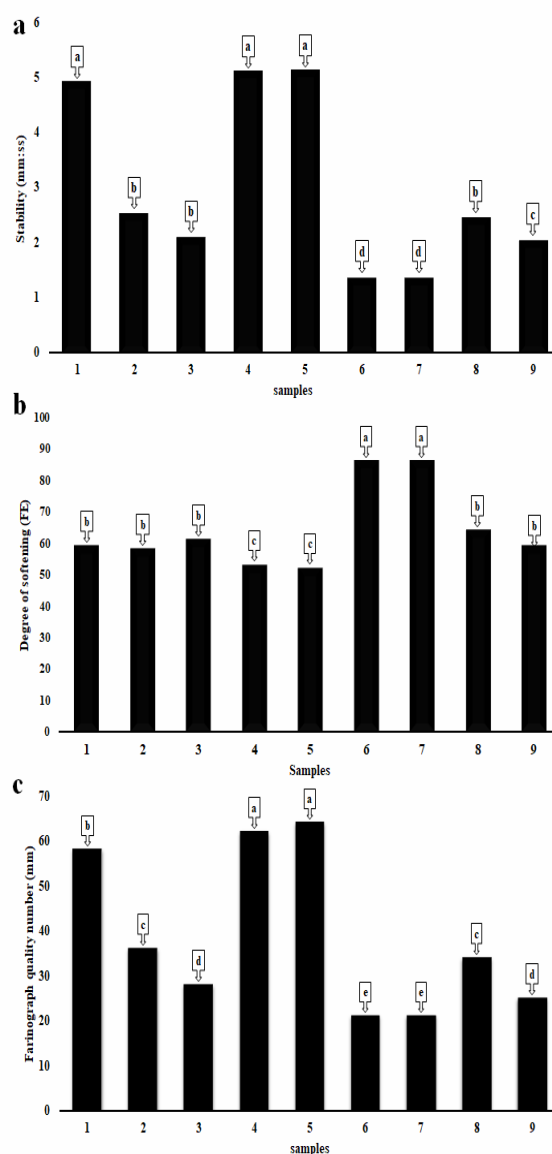 a
Stability (mm:ss)
6
5
4
3
2
1
0
a
b
b
a
a
d
d
b
c
1 2 3 4 5 6 7 8 9
samples
b
Degree of softening (FE)
100
90
80
70
60
50
40
30
20
10
0
b
b
b
c
c
a
a
b
b
1 2 3 4 5 6 7 8 9
Samples
c
Farinograph quality number (mm)
70
60
50
40
30
20
10
0
b
c
d
a
a
e
e
c
d
1 2 3 4 5 6 7 8 9
samples